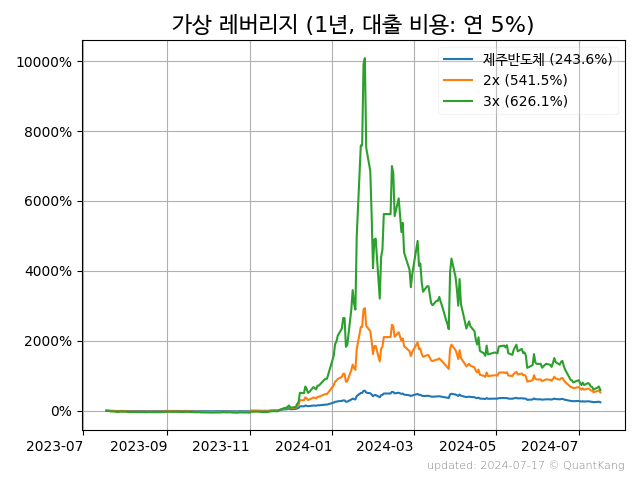 가상 레버리지 (1년, 대출 비용: 연 5%)
제주반도체 (243.6%)
2x (541.5%)
3x (626.1%)
10000%
8000%
6000%
4000%
2000%
0%
2023-07 2023-09 2023-11 2024-01 2024-03 2024-05 2024-07
updated: 2024-07-17 © QuantKang